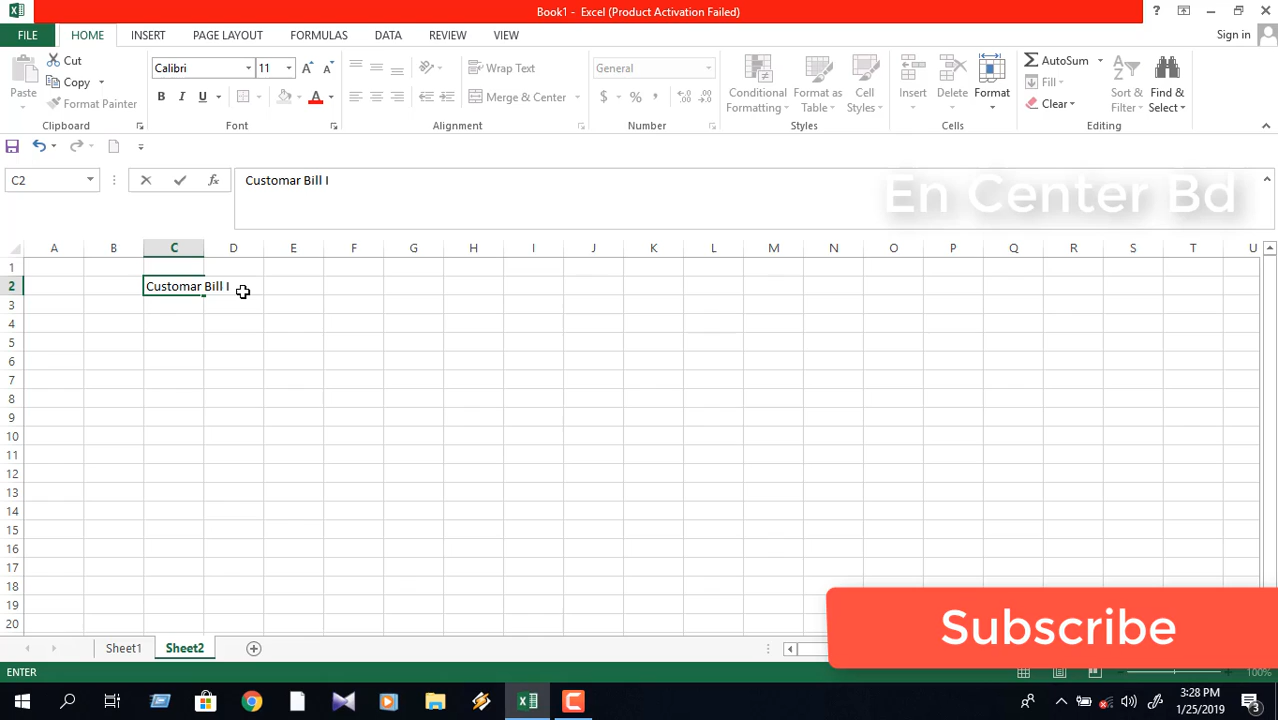 Book1 - Excel (Product Activation Failed)
FILE HOME INSERT PAGE LAYOUT FORMULAS DATA REVIEW VIEW Sign in
Cut
Copy
Format Painter
Paste
Clipboard
Calibri 11
B I U
Font
Wrap Text
Merge & Center
Alignment
General
$ % ,
Number
Conditional Formatting
Format as Table
Cell Styles
Styles
Insert Delete Format
Cells
AutoSum
Fill
Clear
Sort & Filter
Find & Select
Editing
C2 fx Customar Bill I
En Center Bd
A B C D E F G H I J K L M N O P Q R S T U
1
2 Customar Bill I
3
4
5
6
7
8
9
10
11
12
13
14
15
16
17
18
19
20
Subscribe
Sheet1 Sheet2
ENTER 100%
3:28 PM
1/25/2019
3